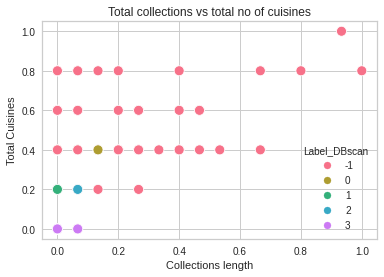 Total collections vs total no of cuisines
1.0
0.8
0.6
0.4
0.2
0.0
Total Cuisines
Label_DBscan
-1
0
1
2
3
0.0 0.2 0.4 0.6 0.8 1.0
Collections length